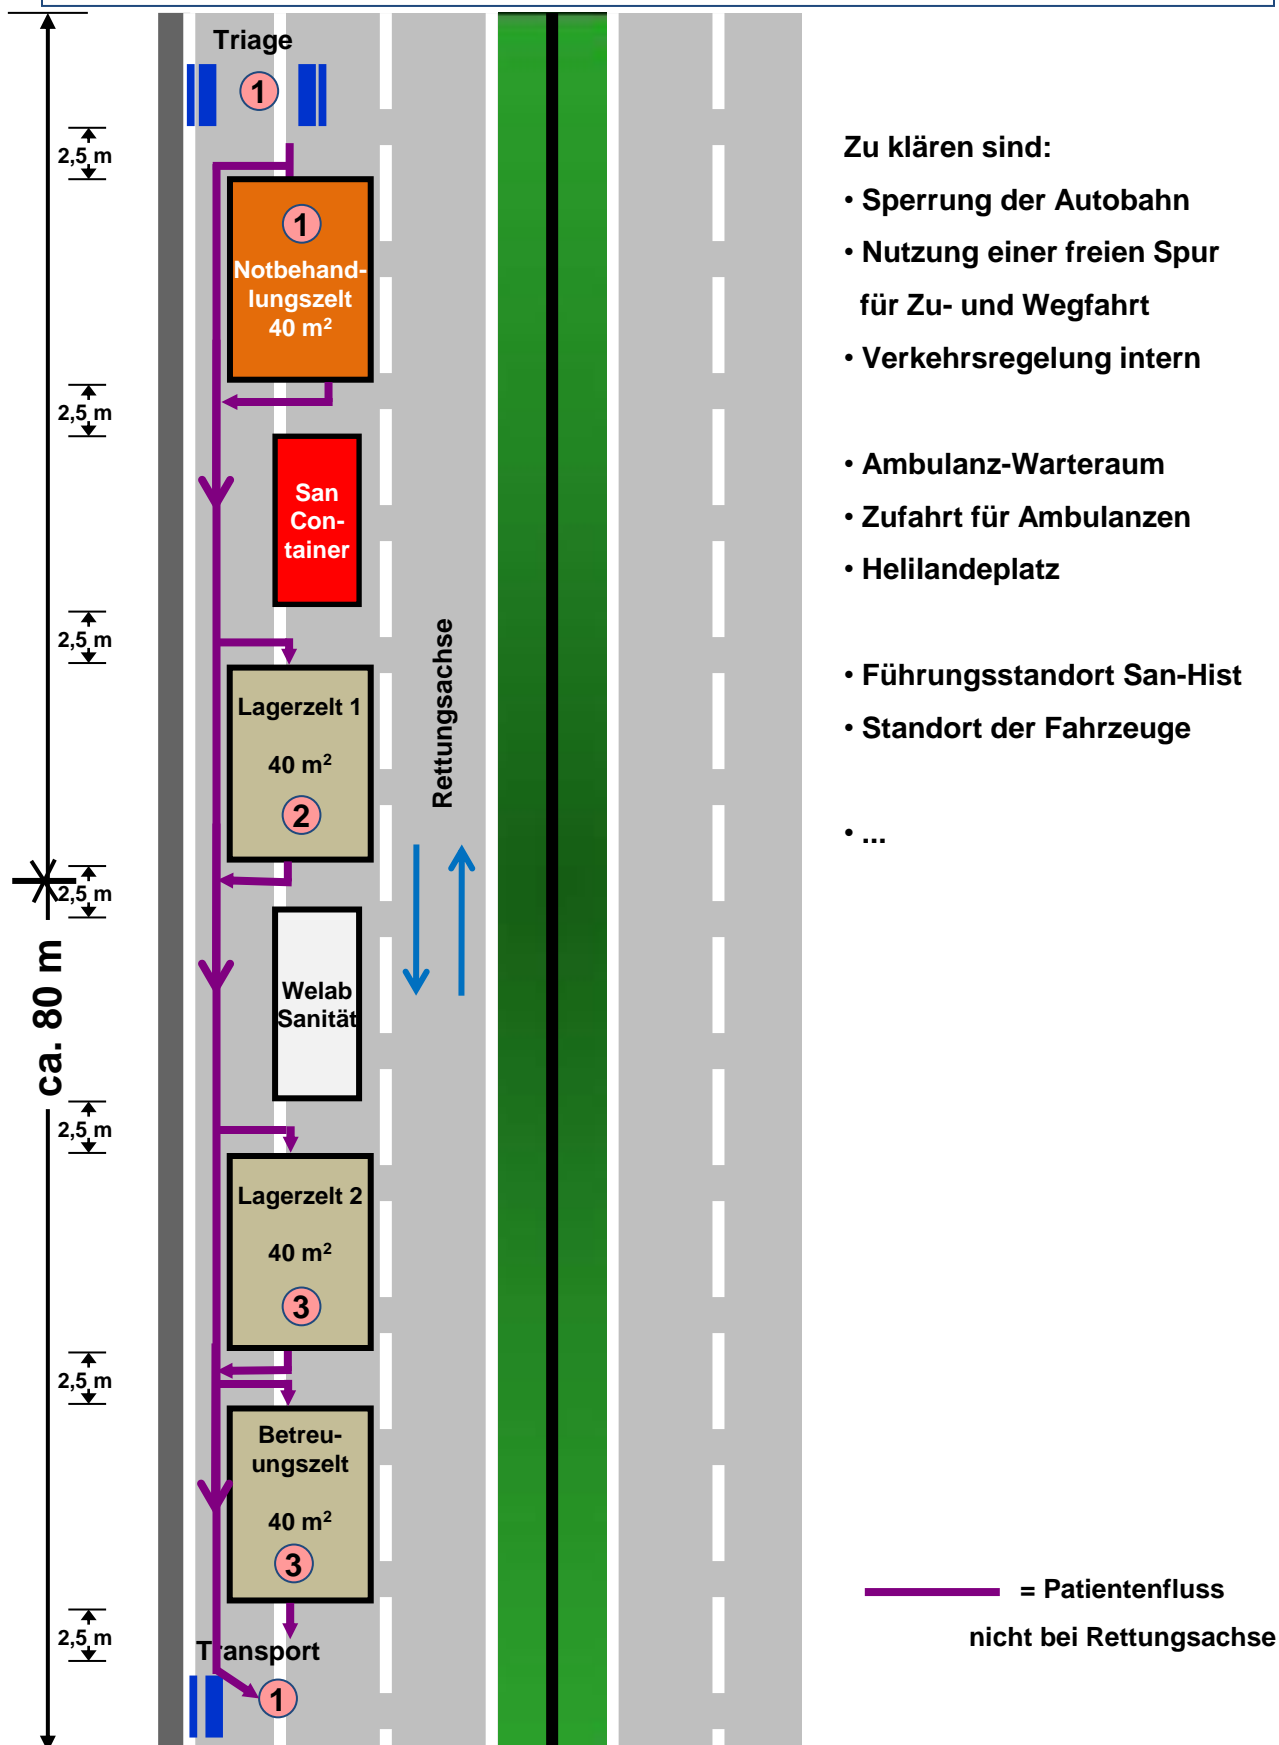 Triage
1
2,5 m
1
Notbehand-
lungszelt
40 m²
2,5 m
San
Con-
tainer
2,5 m
Lagerzelt 1
40 m²
2
Rettungsachse
2,5 m
ca. 80 m
Welab
Sanität
2,5 m
Lagerzelt 2
40 m²
3
2,5 m
Betreu-
ungszelt
40 m²
3
2,5 m
Transport
1
Zu klären sind:
• Sperrung der Autobahn
• Nutzung einer freien Spur
für Zu- und Wegfahrt
• Verkehrsregelung intern
• Ambulanz-Warteraum
• Zufahrt für Ambulanzen
• Helilandeplatz
• Führungsstandort San-Hist
• Standort der Fahrzeuge
• ...
= Patientenfluss
nicht bei Rettungsachse